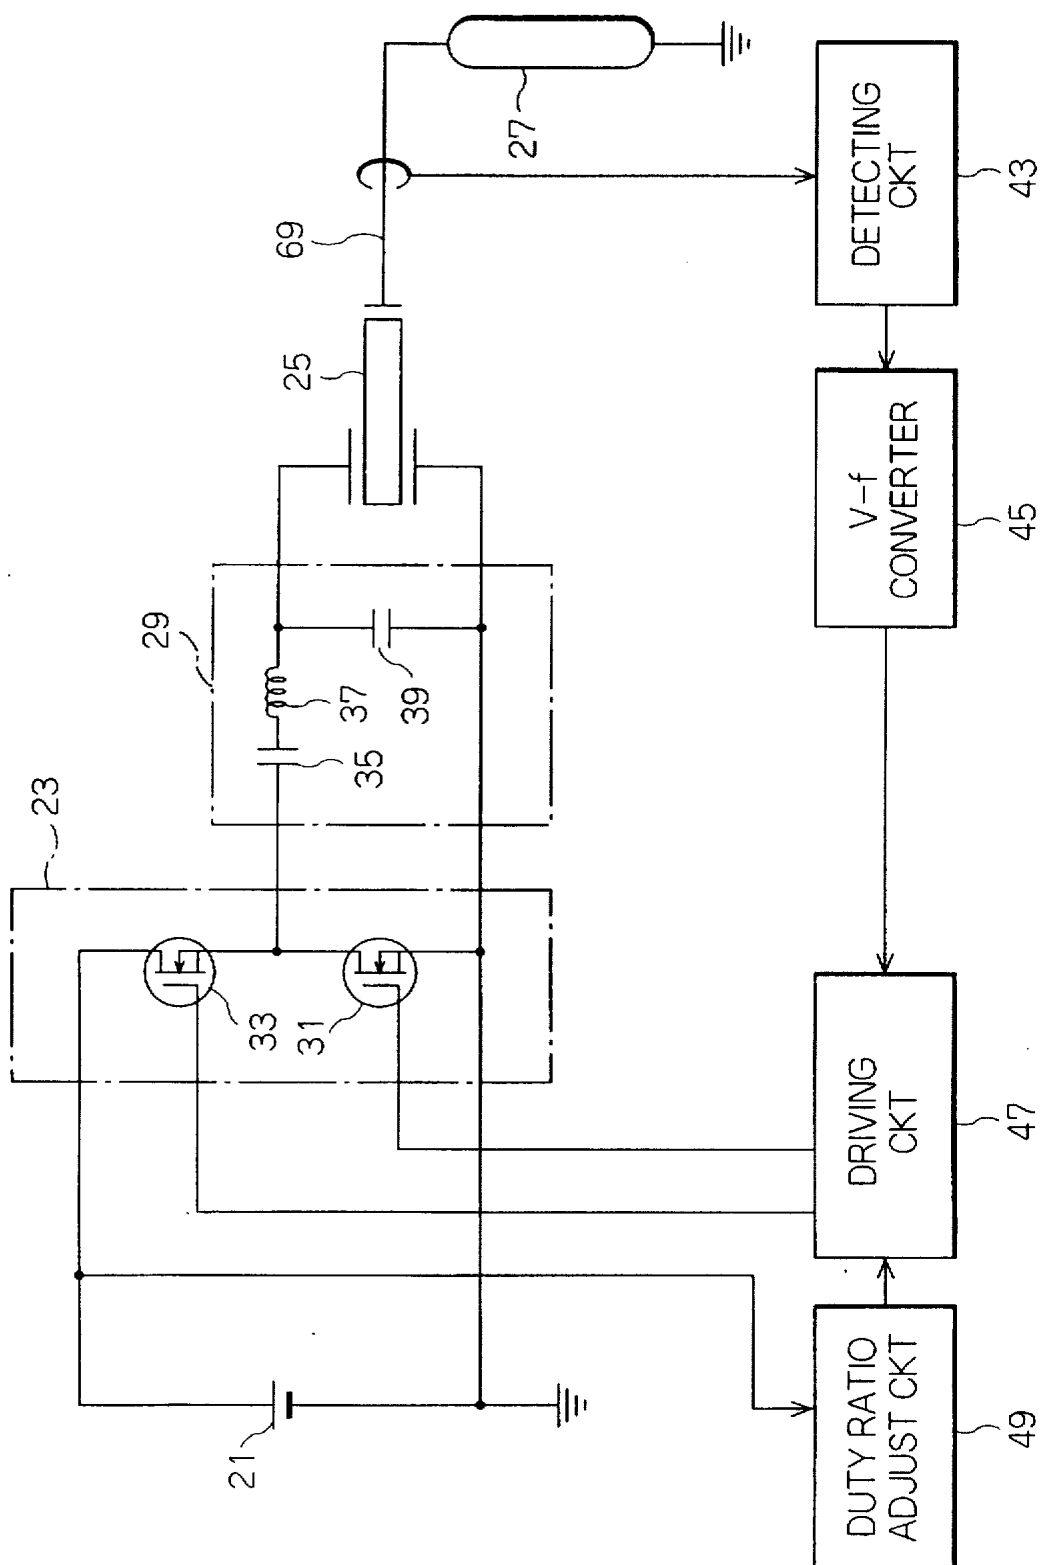 21
23
33
31
29
35
37
39
25
69
27
DUTY RATIO
ADJUST CKT
49
DRIVING
CKT
47
V-f
CONVERTER
45
DETECTING
CKT
43